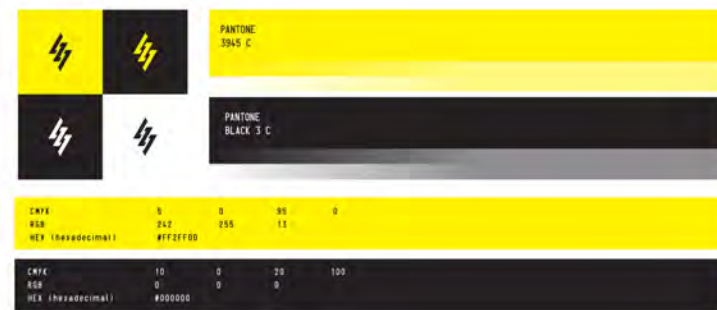 PANTONE
3945 C
PANTONE
BLACK 3 C
CMYK 5 0 95 0
RGB 242 255 13
HEX (hexadecimal) #FF2FF00
CMYK 10 0 20 100
RGB 0 0 0
HEX (hexadecimal) #000000